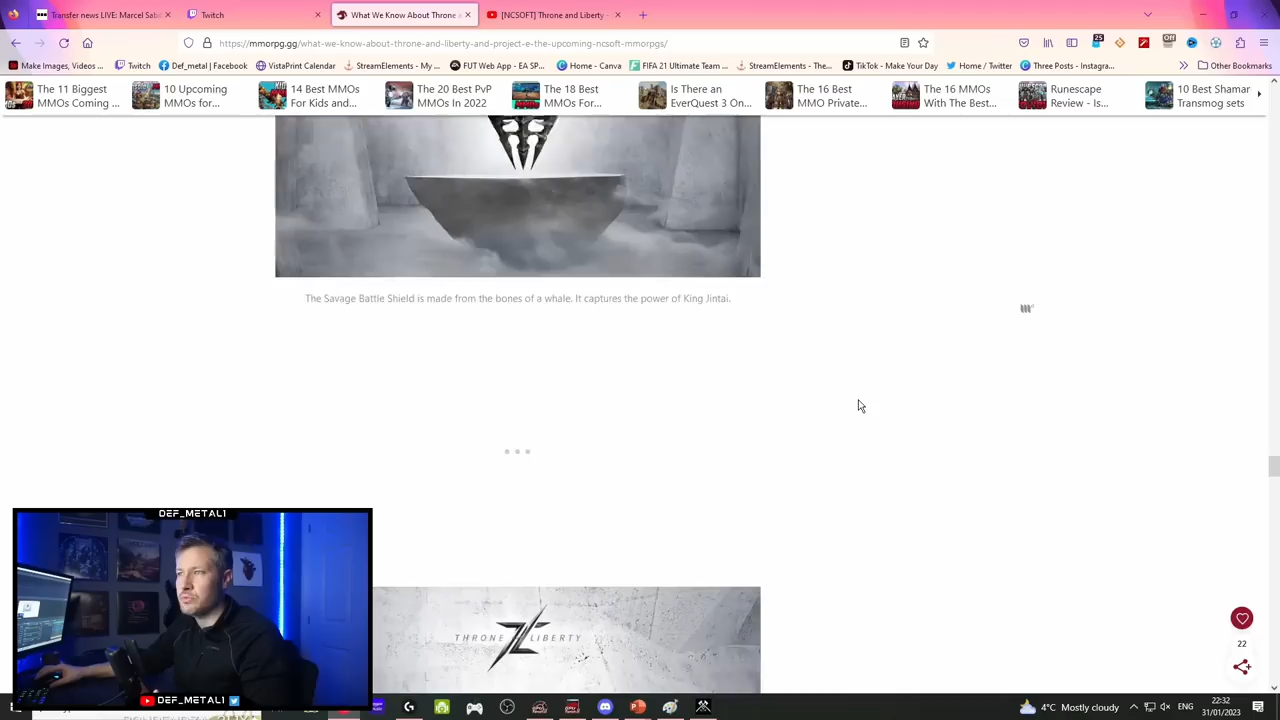 Transfer news LIVE: Marcel Sab
Twitch
What We Know About Throne
[NCSOFT] Throne and Liberty -
https://mmorpg.gg/what-we-know-about-throne-and-liberty-and-project-e-the-upcoming-ncsoft-mmorpgs/
25
Off
Make Images, Videos ...
Twitch
Def_metal | Facebook
VistaPrint Calendar
StreamElements - My ...
FUT Web App - EA SP...
Home - Canva
FIFA 21 Ultimate Team ...
StreamElements - The...
TikTok - Make Your Day
Home / Twitter
Three Posts - Instagra...
Other Bookmarks
The 11 Biggest
MMOs Coming ...
10 Upcoming
MMOs for...
14 Best MMOs
For Kids and...
The 20 Best PvP
MMOs In 2022
The 18 Best
MMOs For...
Is There an
EverQuest 3 On...
The 16 Best
MMO Private...
The 16 MMOs
With The Best...
Runescape
Review - Is...
10 Best Slutmor
Transmog sets
The Savage Battle Shield is made from the bones of a whale. It captures the power of King Jintai.
DEF_METAL1
THRONE LIBERTY
22
DEF_METAL1
4°C Mostly cloudy
ENG
22:32
31/01/2023